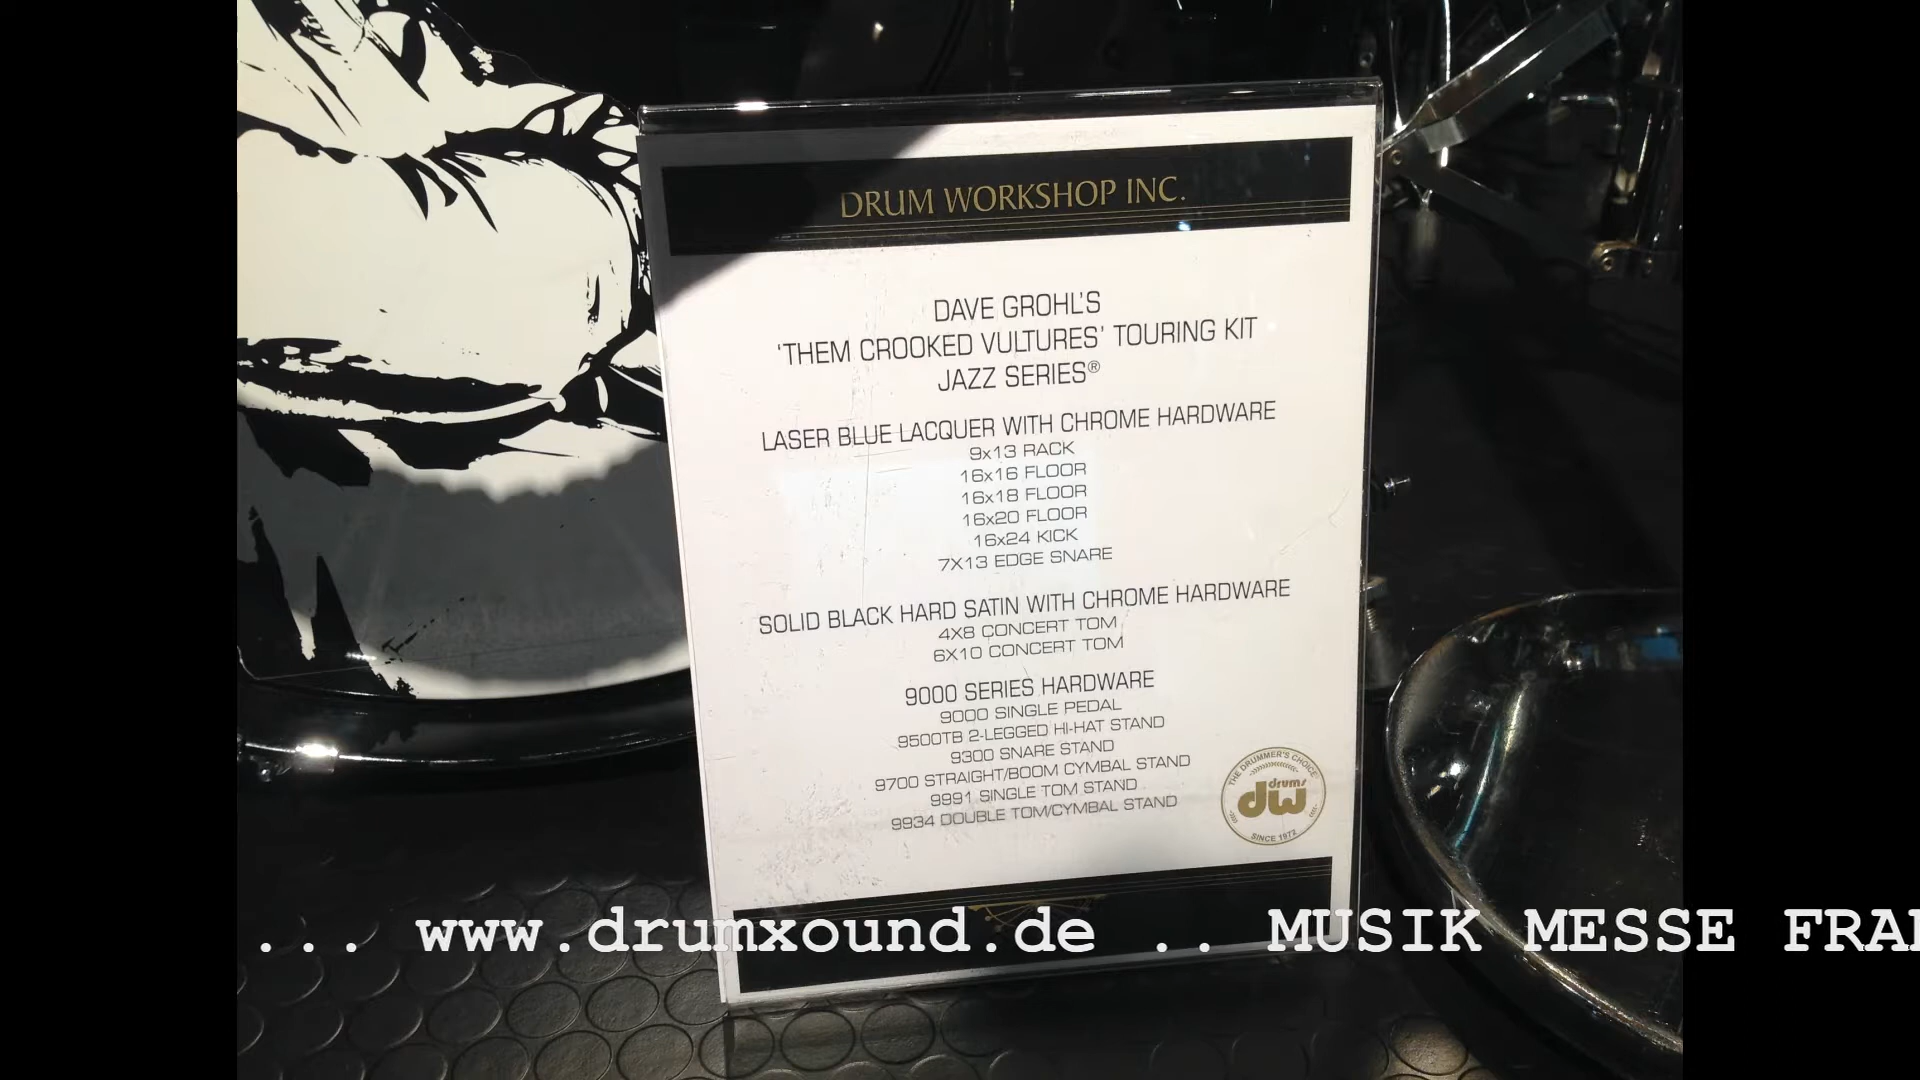 DRUM WORKSHOP INC.
DAVE GROHL'S
'THEM CROOKED VULTURES' TOURING KIT
JAZZ SERIES®
LASER BLUE LACQUER WITH CHROME HARDWARE
9x13 RACK
16x16 FLOOR
16x18 FLOOR
16x20 FLOOR
16x24 KICK
7X13 EDGE SNARE
SOLID BLACK HARD SATIN WITH CHROME HARDWARE
4X8 CONCERT TOM
6X10 CONCERT TOM
9000 SERIES HARDWARE
9000 SINGLE PEDAL
9500TB 2-LEGGED HI-HAT STAND
9300 SNARE STAND
9700 STRAIGHT/BOOM CYMBAL STAND
9991 SINGLE TOM STAND
9934 DOUBLE TOM/CYMBAL STAND
THE DRUMMER'S CHOICE
drums
dw
SINCE 1972
... www.drumxound.de .. MUSIK MESSE FRA